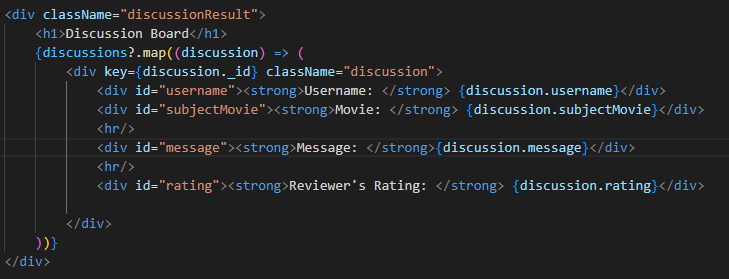 <div className="discussionResult">
    <h1>Discussion Board</h1>
    {discussions?.map((discussion) => (
        <div key={discussion._id} className="discussion">
            <div id="username"><strong>Username: </strong> {discussion.username}</div>
            <div id="subjectMovie"><strong>Movie: </strong> {discussion.subjectMovie}</div>
            <hr/>
            <div id="message"><strong>Message: </strong>{discussion.message}</div>
            <hr/>
            <div id="rating"><strong>Reviewer's Rating: </strong> {discussion.rating}</div>
        </div>
    ))}
</div>